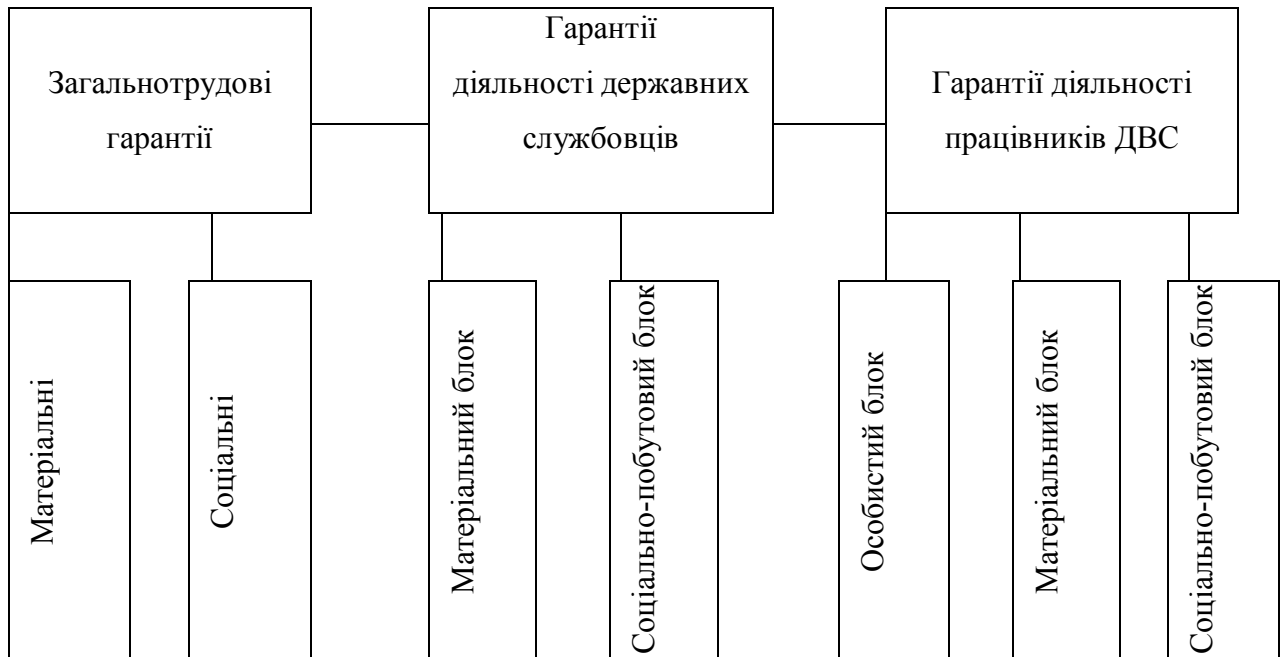 Загальнотрудові
гарантії
Гарантії
діяльності державних
службовців
Гарантії діяльності
працівників ДВС
Матеріальні
Соціальні
Матеріальний блок
Соціально-побутовий блок
Особистий блок
Матеріальний блок
Соціально-побутовий блок